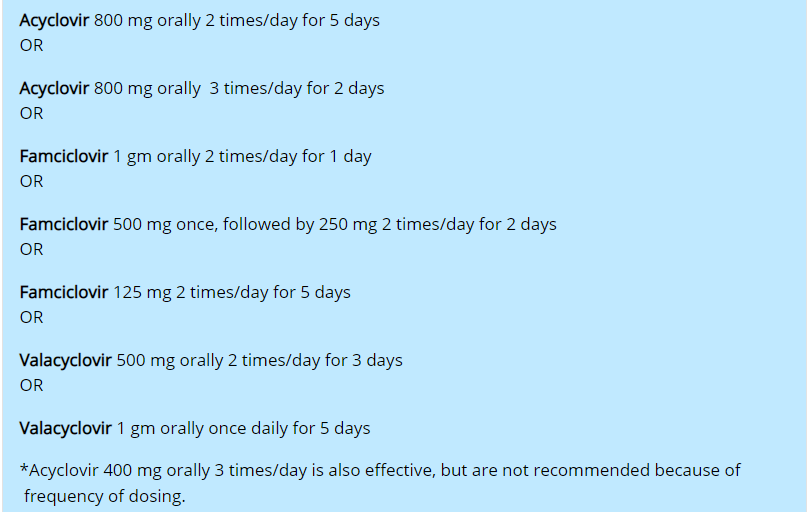 Acyclovir 800 mg orally 2 times/day for 5 days
OR
Acyclovir 800 mg orally  3 times/day for 2 days
OR
Famciclovir 1 gm orally 2 times/day for 1 day
OR
Famciclovir 500 mg once, followed by 250 mg 2 times/day for 2 days
OR
Famciclovir 125 mg 2 times/day for 5 days
OR
Valacyclovir 500 mg orally 2 times/day for 3 days
OR
Valacyclovir 1 gm orally once daily for 5 days
*Acyclovir 400 mg orally 3 times/day is also effective, but are not recommended because of
frequency of dosing.